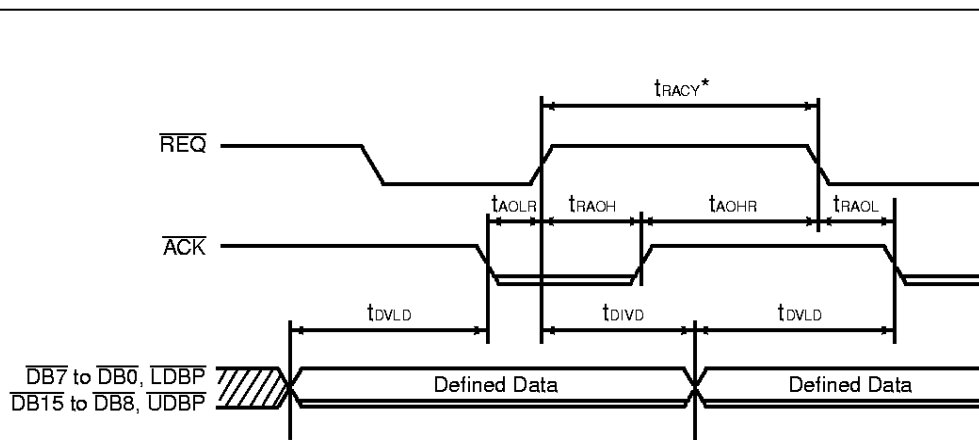 tRACY*
REQ
tAOLR tRAOH tAOHR tRAOL
ACK
tDVLD tDIVD tDVLD
DB7 to DB0, LDBP
DB15 to DB8, UDBP
Defined Data Defined Data